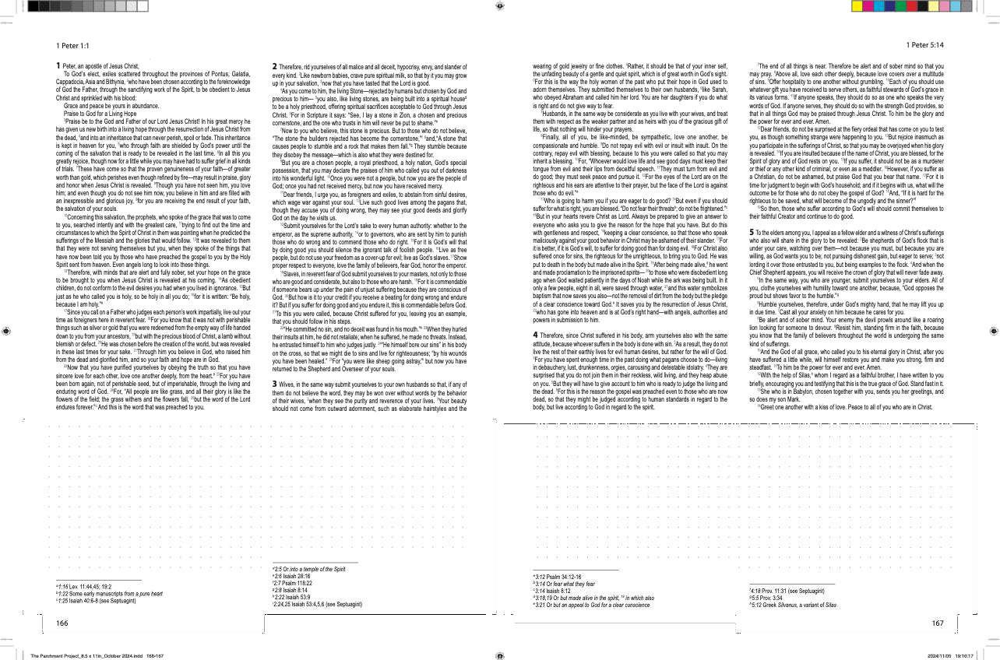 1 Peter 1:1
1 Peter, an apostle of Jesus Christ,
To God's elect, exiles scattered throughout the provinces of Pontus, Galatia,
Cappadocia, Asia and Bithynia, 2who have been chosen according to the foreknowledge
of God the Father, through the sanctifying work of the Spirit, to be obedient to Jesus
Christ and sprinkled with his blood:
Grace and peace be yours in abundance.
Praise to God for a Living Hope
3Praise be to the God and Father of our Lord Jesus Christ! In his great mercy he
has given us new birth into a living hope through the resurrection of Jesus Christ from
the dead, 4and into an inheritance that can never perish, spoil or fade. This inheritance
is kept in heaven for you, 5who through faith are shielded by God's power until the
coming of the salvation that is ready to be revealed in the last time. 6In all this you
greatly rejoice, though now for a little while you may have had to suffer grief in all kinds
of trials. 7These have come so that the proven genuineness of your faith—of greater
worth than gold, which perishes even though refined by fire—may result in praise, glory
and honor when Jesus Christ is revealed. 8Though you have not seen him, you love
him; and even though you do not see him now, you believe in him and are filled with
an inexpressible and glorious joy, 9for you are receiving the end result of your faith,
the salvation of your souls.
10Concerning this salvation, the prophets, who spoke of the grace that was to come
to you, searched intently and with the greatest care, 11trying to find out the time and
circumstances to which the Spirit of Christ in them was pointing when he predicted the
sufferings of the Messiah and the glories that would follow. 12It was revealed to them
that they were not serving themselves but you, when they spoke of the things that
have now been told you by those who have preached the gospel to you by the Holy
Spirit sent from heaven. Even angels long to look into these things.
13Therefore, with minds that are alert and fully sober, set your hope on the grace
to be brought to you when Jesus Christ is revealed at his coming. 14As obedient
children, do not conform to the evil desires you had when you lived in ignorance. 15But
just as he who called you is holy, so be holy in all you do; 16for it is written: "Be holy,
because I am holy."a
17Since you call on a Father who judges each person's work impartially, live out your
time as foreigners here in reverent fear. 18For you know that it was not with perishable
things such as silver or gold that you were redeemed from the empty way of life handed
down to you from your ancestors, 19but with the precious blood of Christ, a lamb without
blemish or defect. 20He was chosen before the creation of the world, but was revealed
in these last times for your sake. 21Through him you believe in God, who raised him
from the dead and glorified him, and so your faith and hope are in God.
22Now that you have purified yourselves by obeying the truth so that you have
sincere love for each other, love one another deeply, from the heart.b 23For you have
been born again, not of perishable seed, but of imperishable, through the living and
enduring word of God. 24For, "All people are like grass, and all their glory is like the
flowers of the field; the grass withers and the flowers fall, 25but the word of the Lord
endures forever."c And this is the word that was preached to you.
a1:16 Lev. 11:44,45; 19:2
b1:22 Some early manuscripts from a pure heart
c1:25 Isaiah 40:6-8 (see Septuagint)
166
2 Therefore, rid yourselves of all malice and all deceit, hypocrisy, envy, and slander of
every kind. 2Like newborn babies, crave pure spiritual milk, so that by it you may grow
up in your salvation, 3now that you have tasted that the Lord is good.
4As you come to him, the living Stone—rejected by humans but chosen by God and
precious to him— 5you also, like living stones, are being built into a spiritual housed
to be a holy priesthood, offering spiritual sacrifices acceptable to God through Jesus
Christ. 6For in Scripture it says: "See, I lay a stone in Zion, a chosen and precious
cornerstone, and the one who trusts in him will never be put to shame."e
7Now to you who believe, this stone is precious. But to those who do not believe,
"The stone the builders rejected has become the cornerstone,"f 8and,"A stone that
causes people to stumble and a rock that makes them fall."g They stumble because
they disobey the message—which is also what they were destined for.
9But you are a chosen people, a royal priesthood, a holy nation, God's special
possession, that you may declare the praises of him who called you out of darkness
into his wonderful light. 10Once you were not a people, but now you are the people of
God; once you had not received mercy, but now you have received mercy.
11Dear friends, I urge you, as foreigners and exiles, to abstain from sinful desires,
which wage war against your soul. 12Live such good lives among the pagans that,
though they accuse you of doing wrong, they may see your good deeds and glorify
God on the day he visits us.
13Submit yourselves for the Lord's sake to every human authority: whether to the
emperor, as the supreme authority, 14or to governors, who are sent by him to punish
those who do wrong and to commend those who do right. 15For it is God's will that
by doing good you should silence the ignorant talk of foolish people. 16Live as free
people, but do not use your freedom as a cover-up for evil; live as God's slaves. 17Show
proper respect to everyone, love the family of believers, fear God, honor the emperor.
18Slaves, in reverent fear of God submit yourselves to your masters, not only to those
who are good and considerate, but also to those who are harsh. 19For it is commendable
if someone bears up under the pain of unjust suffering because they are conscious of
God. 20But how is it to your credit if you receive a beating for doing wrong and endure
it? But if you suffer for doing good and you endure it, this is commendable before God.
21To this you were called, because Christ suffered for you, leaving you an example,
that you should follow in his steps.
22"He committed no sin, and no deceit was found in his mouth."h 23When they hurled
their insults at him, he did not retaliate; when he suffered, he made no threats. Instead,
he entrusted himself to him who judges justly. 24"He himself bore our sins" in his body
on the cross, so that we might die to sins and live for righteousness; "by his wounds
you have been healed." 25For "you were like sheep going astray,"i but now you have
returned to the Shepherd and Overseer of your souls.
3 Wives, in the same way submit yourselves to your own husbands so that, if any of
them do not believe the word, they may be won over without words by the behavior
of their wives, 2when they see the purity and reverence of your lives. 3Your beauty
should not come from outward adornment, such as elaborate hairstyles and the
d2:5 Or into a temple of the Spirit
e2:6 Isaiah 28:16
f2:7 Psalm 118:22
g2:8 Isaiah 8:14
h2:22 Isaiah 53:9
i2:24,25 Isaiah 53:4,5,6 (see Septuagint)
1 Peter 5:14
wearing of gold jewelry or fine clothes. 4Rather, it should be that of your inner self,
the unfading beauty of a gentle and quiet spirit, which is of great worth in God's sight.
5For this is the way the holy women of the past who put their hope in God used to
adorn themselves. They submitted themselves to their own husbands, 6like Sarah,
who obeyed Abraham and called him her lord. You are her daughters if you do what
is right and do not give way to fear.
7Husbands, in the same way be considerate as you live with your wives, and treat
them with respect as the weaker partner and as heirs with you of the gracious gift of
life, so that nothing will hinder your prayers.
8Finally, all of you, be like-minded, be sympathetic, love one another, be
compassionate and humble. 9Do not repay evil with evil or insult with insult. On the
contrary, repay evil with blessing, because to this you were called so that you may
inherit a blessing. 10For, "Whoever would love life and see good days must keep their
tongue from evil and their lips from deceitful speech. 11They must turn from evil and
do good; they must seek peace and pursue it. 12For the eyes of the Lord are on the
righteous and his ears are attentive to their prayer, but the face of the Lord is against
those who do evil."a
13Who is going to harm you if you are eager to do good? 14But even if you should
suffer for what is right, you are blessed. "Do not fear their threatsb; do not be frightened."c
15But in your hearts revere Christ as Lord. Always be prepared to give an answer to
everyone who asks you to give the reason for the hope that you have. But do this
with gentleness and respect, 16keeping a clear conscience, so that those who speak
maliciously against your good behavior in Christ may be ashamed of their slander. 17For
it is better, if it is God's will, to suffer for doing good than for doing evil. 18For Christ also
suffered once for sins, the righteous for the unrighteous, to bring you to God. He was
put to death in the body but made alive in the Spirit. 19After being made alive,d he went
and made proclamation to the imprisoned spirits— 20to those who were disobedient long
ago when God waited patiently in the days of Noah while the ark was being built. In it
only a few people, eight in all, were saved through water, 21and this water symbolizes
baptism that now saves you also—not the removal of dirt from the body but the pledge
of a clear conscience toward God.e It saves you by the resurrection of Jesus Christ,
22who has gone into heaven and is at God's right hand—with angels, authorities and
powers in submission to him.
4 Therefore, since Christ suffered in his body, arm yourselves also with the same
attitude, because whoever suffers in the body is done with sin. 2As a result, they do not
live the rest of their earthly lives for evil human desires, but rather for the will of God.
3For you have spent enough time in the past doing what pagans choose to do—living
in debauchery, lust, drunkenness, orgies, carousing and detestable idolatry. 4They are
surprised that you do not join them in their reckless, wild living, and they heap abuse
on you. 5But they will have to give account to him who is ready to judge the living and
the dead. 6For this is the reason the gospel was preached even to those who are now
dead, so that they might be judged according to human standards in regard to the
body, but live according to God in regard to the spirit.
a3:12 Psalm 34:12-16
b3:14 Or fear what they fear
c3:14 Isaiah 8:12
d3:18,19 Or but made alive in the spirit, 19 in which also
e3:21 Or but an appeal to God for a clear conscience
7The end of all things is near. Therefore be alert and of sober mind so that you
may pray. 8Above all, love each other deeply, because love covers over a multitude
of sins. 9Offer hospitality to one another without grumbling. 10Each of you should use
whatever gift you have received to serve others, as faithful stewards of God's grace in
its various forms. 11If anyone speaks, they should do so as one who speaks the very
words of God. If anyone serves, they should do so with the strength God provides, so
that in all things God may be praised through Jesus Christ. To him be the glory and
the power for ever and ever. Amen.
12Dear friends, do not be surprised at the fiery ordeal that has come on you to test
you, as though something strange were happening to you. 13But rejoice inasmuch as
you participate in the sufferings of Christ, so that you may be overjoyed when his glory
is revealed. 14If you are insulted because of the name of Christ, you are blessed, for the
Spirit of glory and of God rests on you. 15If you suffer, it should not be as a murderer
or thief or any other kind of criminal, or even as a meddler. 16However, if you suffer as
a Christian, do not be ashamed, but praise God that you bear that name. 17For it is
time for judgment to begin with God's household; and if it begins with us, what will the
outcome be for those who do not obey the gospel of God? 18And, "If it is hard for the
righteous to be saved, what will become of the ungodly and the sinner?"f
19So then, those who suffer according to God's will should commit themselves to
their faithful Creator and continue to do good.
5 To the elders among you, I appeal as a fellow elder and a witness of Christ's sufferings
who also will share in the glory to be revealed: 2Be shepherds of God's flock that is
under your care, watching over them—not because you must, but because you are
willing, as God wants you to be; not pursuing dishonest gain, but eager to serve; 3not
lording it over those entrusted to you, but being examples to the flock. 4And when the
Chief Shepherd appears, you will receive the crown of glory that will never fade away.
5In the same way, you who are younger, submit yourselves to your elders. All of
you, clothe yourselves with humility toward one another, because, "God opposes the
proud but shows favor to the humble."g
6Humble yourselves, therefore, under God's mighty hand, that he may lift you up
in due time. 7Cast all your anxiety on him because he cares for you.
8Be alert and of sober mind. Your enemy the devil prowls around like a roaring
lion looking for someone to devour. 9Resist him, standing firm in the faith, because
you know that the family of believers throughout the world is undergoing the same
kind of sufferings.
10And the God of all grace, who called you to his eternal glory in Christ, after you
have suffered a little while, will himself restore you and make you strong, firm and
steadfast. 11To him be the power for ever and ever. Amen.
12With the help of Silas,h whom I regard as a faithful brother, I have written to you
briefly, encouraging you and testifying that this is the true grace of God. Stand fast in it.
13She who is in Babylon, chosen together with you, sends you her greetings, and
so does my son Mark.
14Greet one another with a kiss of love. Peace to all of you who are in Christ.
f4:18 Prov. 11:31 (see Septuagint)
g5:5 Prov. 3:34
h5:12 Greek Silvanus, a variant of Silas
167
The Parchment Project_8.5 x 11in_October 2024.indd 166-167
2024/11/05 19:10:17